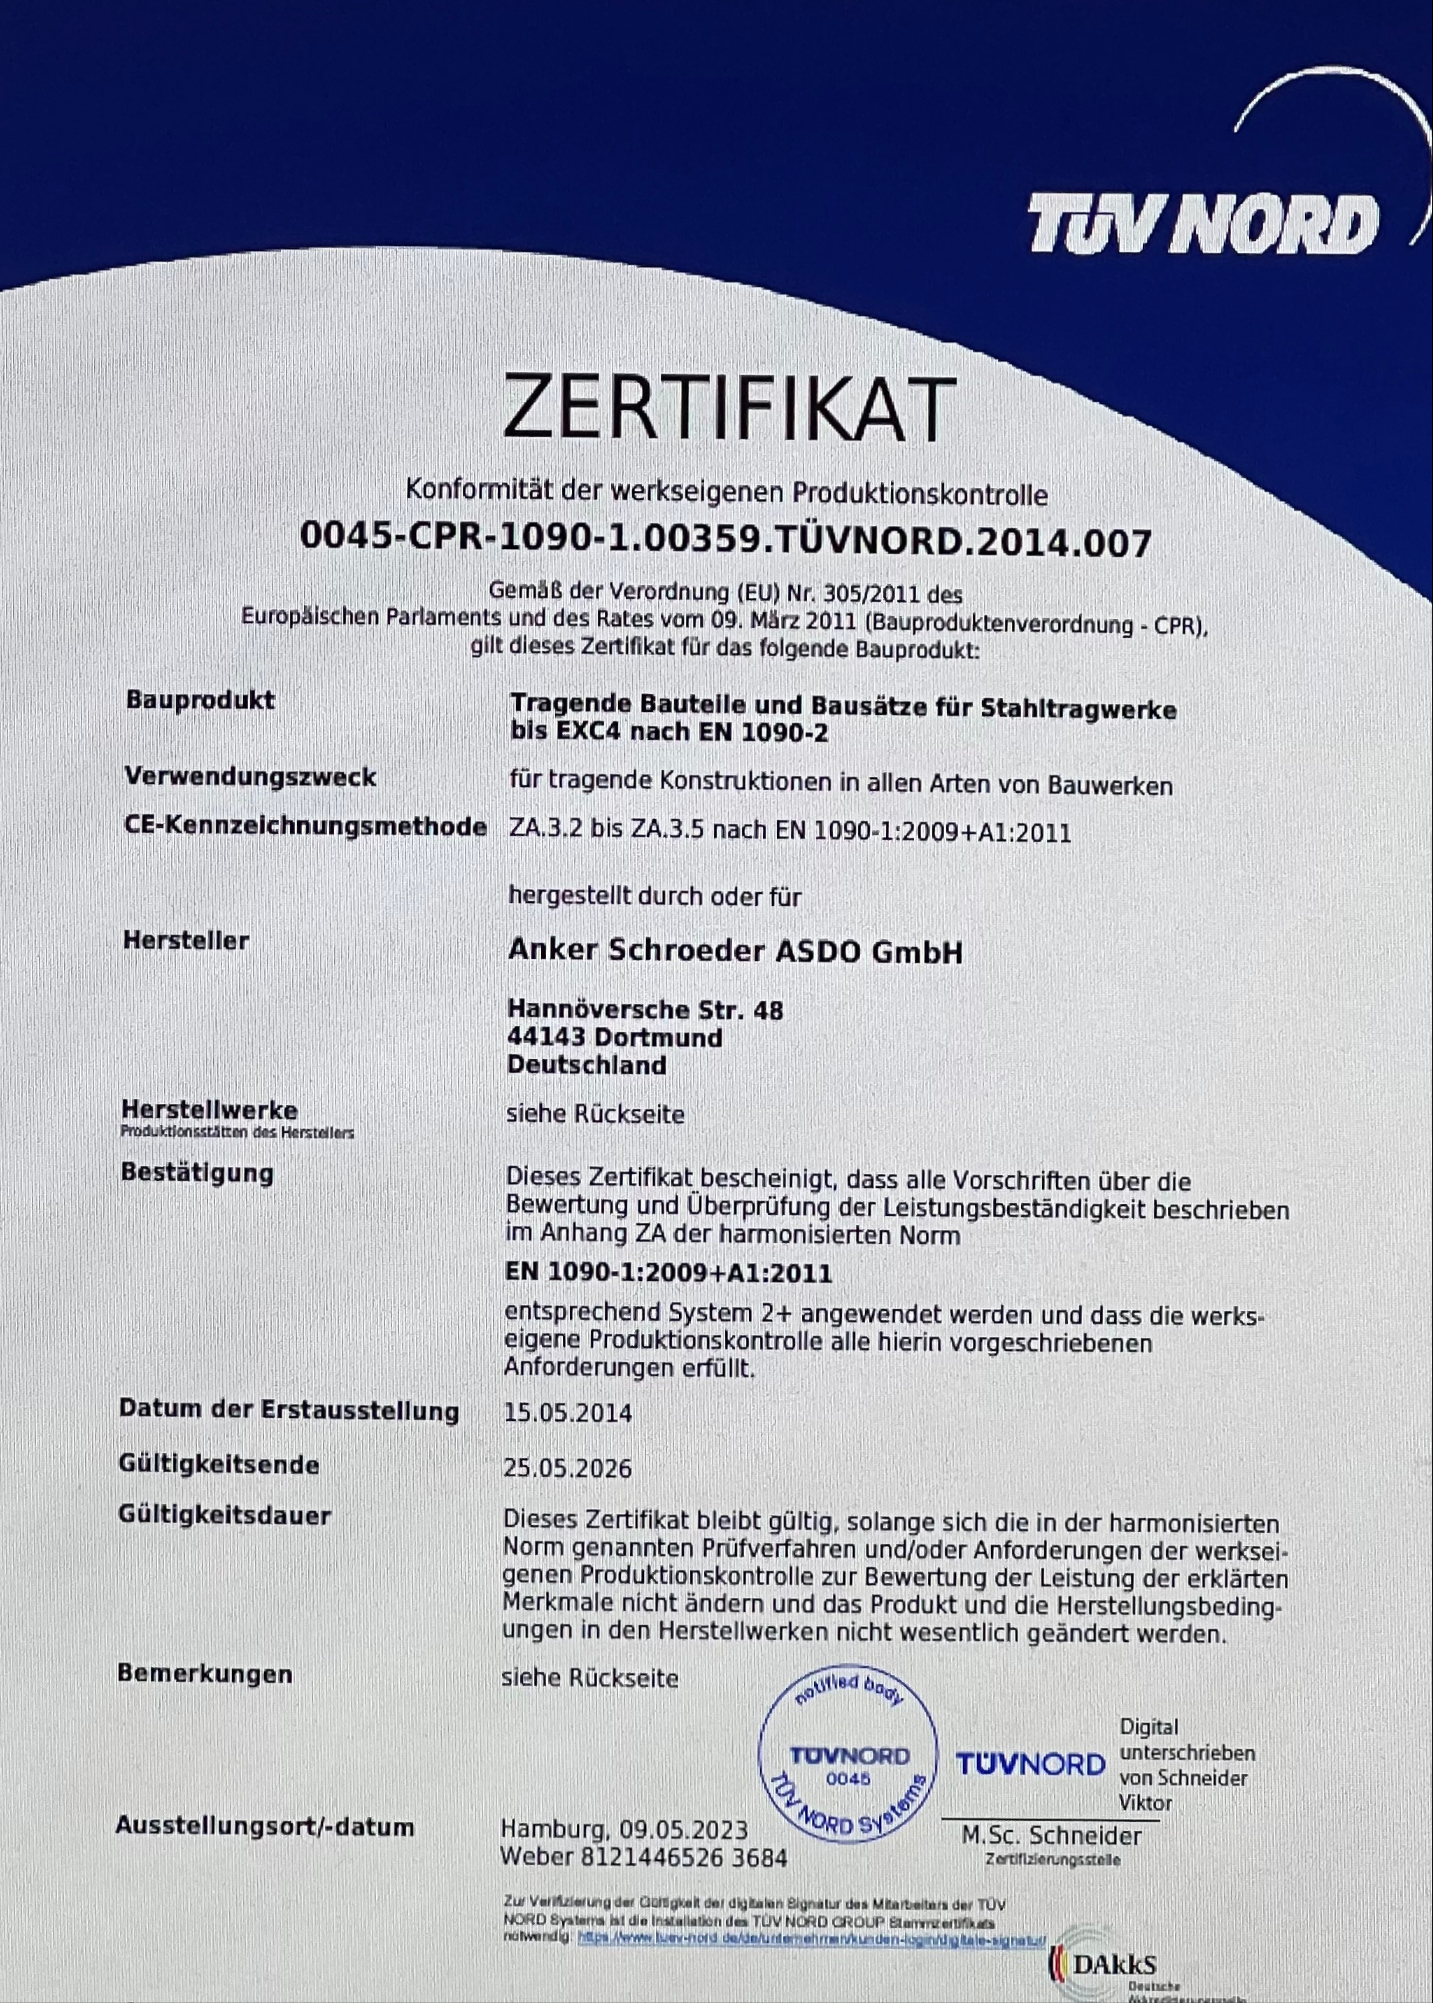 TÜV NORD
ZERTIFIKAT
Konformität der werkseigenen Produktionskontrolle
0045-CPR-1090-1.00359.TÜVNORD.2014.007
Gemäß der Verordnung (EU) Nr. 305/2011 des
Europäischen Parlaments und des Rates vom 09. März 2011 (Bauproduktenverordnung - CPR),
gilt dieses Zertifikat für das folgende Bauprodukt:
Bauprodukt
Tragende Bauteile und Bausätze für Stahltragwerke
bis EXC4 nach EN 1090-2
Verwendungszweck
für tragende Konstruktionen in allen Arten von Bauwerken
CE-Kennzeichnungsmethode
ZA.3.2 bis ZA.3.5 nach EN 1090-1:2009+A1:2011
hergestellt durch oder für
Hersteller
Anker Schroeder ASDO GmbH
Hannöversche Str. 48
44143 Dortmund
Deutschland
Herstellwerke
Produktionsstätten des Herstellers
siehe Rückseite
Bestätigung
Dieses Zertifikat bescheinigt, dass alle Vorschriften über die
Bewertung und Überprüfung der Leistungsbeständigkeit beschrieben
im Anhang ZA der harmonisierten Norm
EN 1090-1:2009+A1:2011
entsprechend System 2+ angewendet werden und dass die werks-
eigene Produktionskontrolle alle hierin vorgeschriebenen
Anforderungen erfüllt.
Datum der Erstausstellung
15.05.2014
Gültigkeitsende
25.05.2026
Gültigkeitsdauer
Dieses Zertifikat bleibt gültig, solange sich die in der harmonisierten
Norm genannten Prüfverfahren und/oder Anforderungen der werksei-
genen Produktionskontrolle zur Bewertung der Leistung der erklärten
Merkmale nicht ändern und das Produkt und die Herstellungsbeding-
ungen in den Herstellwerken nicht wesentlich geändert werden.
Bemerkungen
siehe Rückseite
notified body
TÜVNORD
0045
TÜV NORD Systems
TÜVNORD
Digital
unterschrieben
von Schneider
Viktor
Ausstellungsort/-datum
Hamburg, 09.05.2023
Weber 8121446526 3684
M.Sc. Schneider
Zertifizierungsstelle
Zur Verifizierung der Gültigkeit der digitalen Signatur des Mitarbeiters der TÜV
NORD Systems ist die Installation des TÜV NORD GROUP Stammzertifikats
notwendig: https://www.tuev-nord.de/de/unternehmen/kunden-login/digitale-signatur/
DAkkS
Deutsche